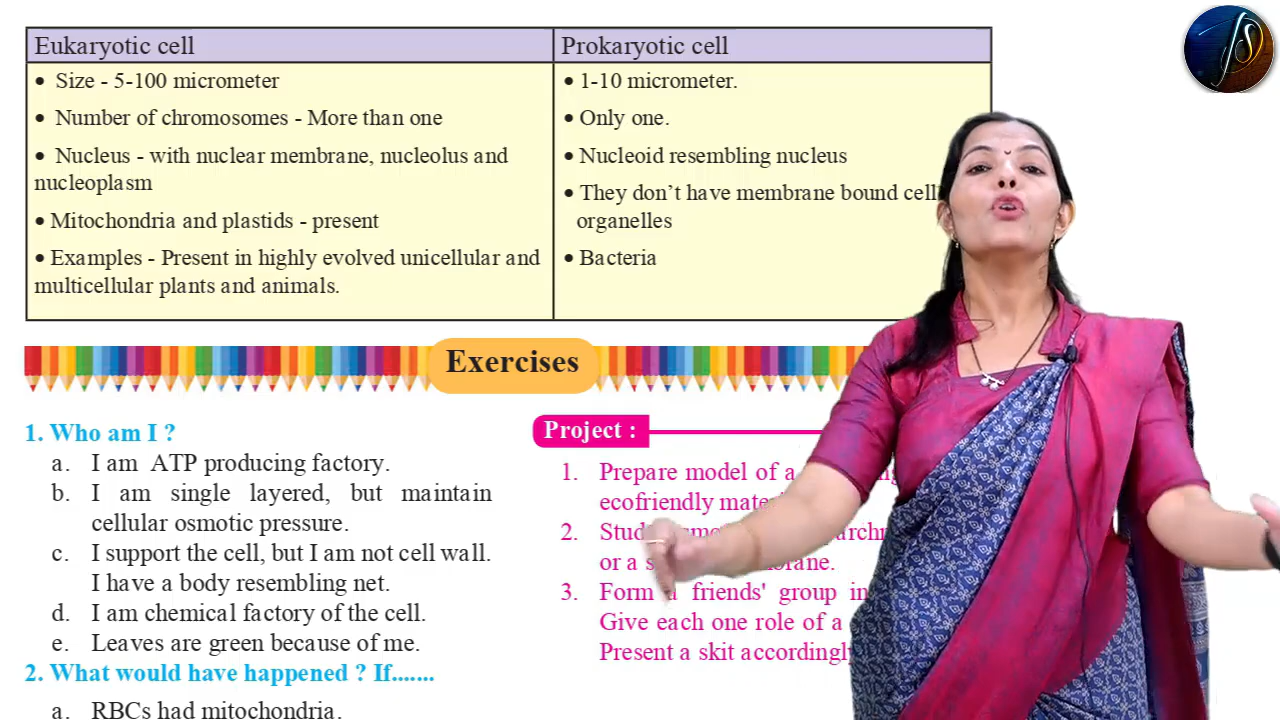 Eukaryotic cell
Prokaryotic cell
• Size - 5-100 micrometer
• Number of chromosomes - More than one
• Nucleus - with nuclear membrane, nucleolus and
nucleoplasm
• Mitochondria and plastids - present
• Examples - Present in highly evolved unicellular and
multicellular plants and animals.
• 1-10 micrometer.
• Only one.
• Nucleoid resembling nucleus
• They don’t have membrane bound cell
organelles
• Bacteria
Exercises
1. Who am I ?
a. I am ATP producing factory.
b. I am single layered, but maintain
cellular osmotic pressure.
c. I support the cell, but I am not cell wall.
I have a body resembling net.
d. I am chemical factory of the cell.
e. Leaves are green because of me.
2. What would have happened ? If.......
a. RBCs had mitochondria.
Project :
1. Prepare model of a
ecofriendly
2.
or a
3. Form a friends' group in
Give each one role of a
Present a skit accordingly